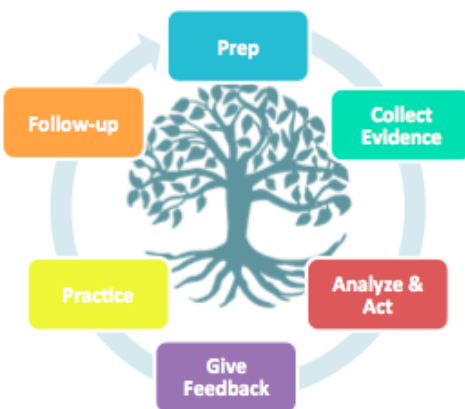 Prep
Collect
Evidence
Analyze &
Act
Give
Feedback
Practice
Follow-up